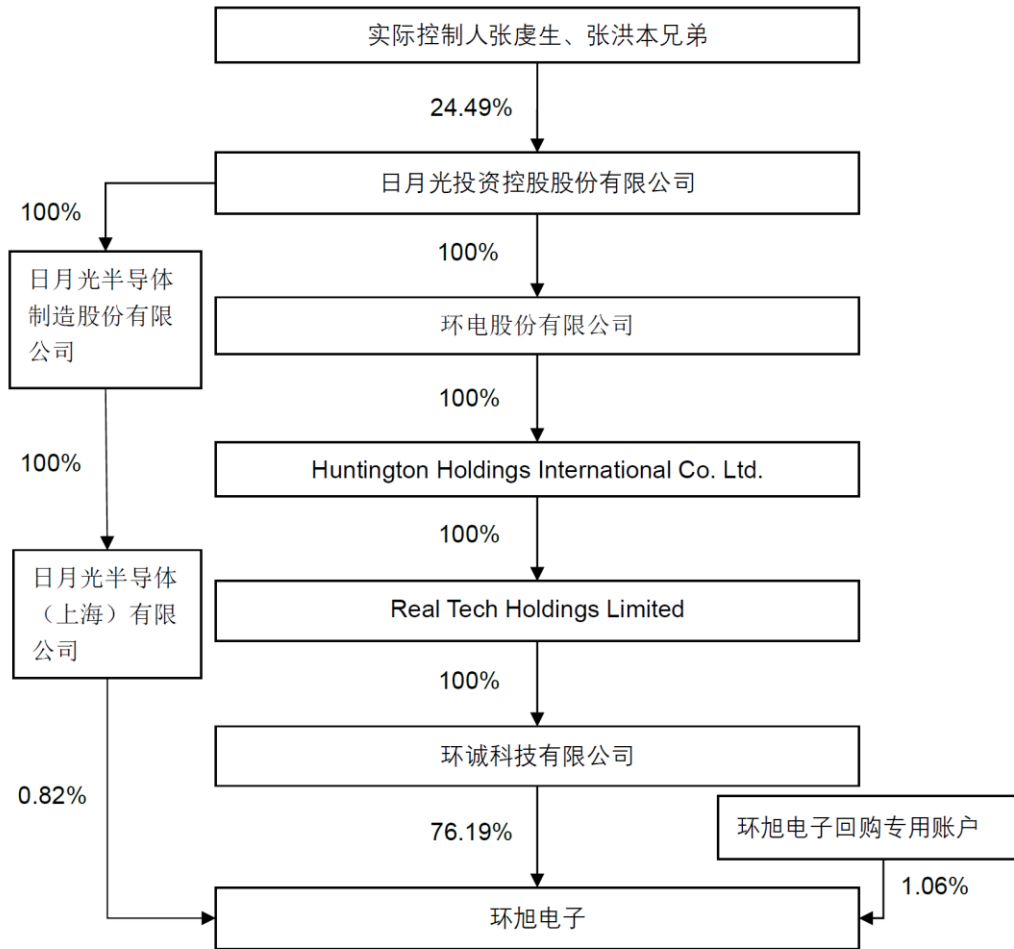 实际控制人张虔生、张洪本兄弟
24.49%
日月光投资控股股份有限公司
100%
100%
日月光半导体
制造股份有限
公司
环电股份有限公司
100%
100%
Huntington Holdings International Co. Ltd.
100%
日月光半导体
（上海）有限
公司
Real Tech Holdings Limited
100%
环诚科技有限公司
0.82%
76.19%
环旭电子回购专用账户
1.06%
环旭电子